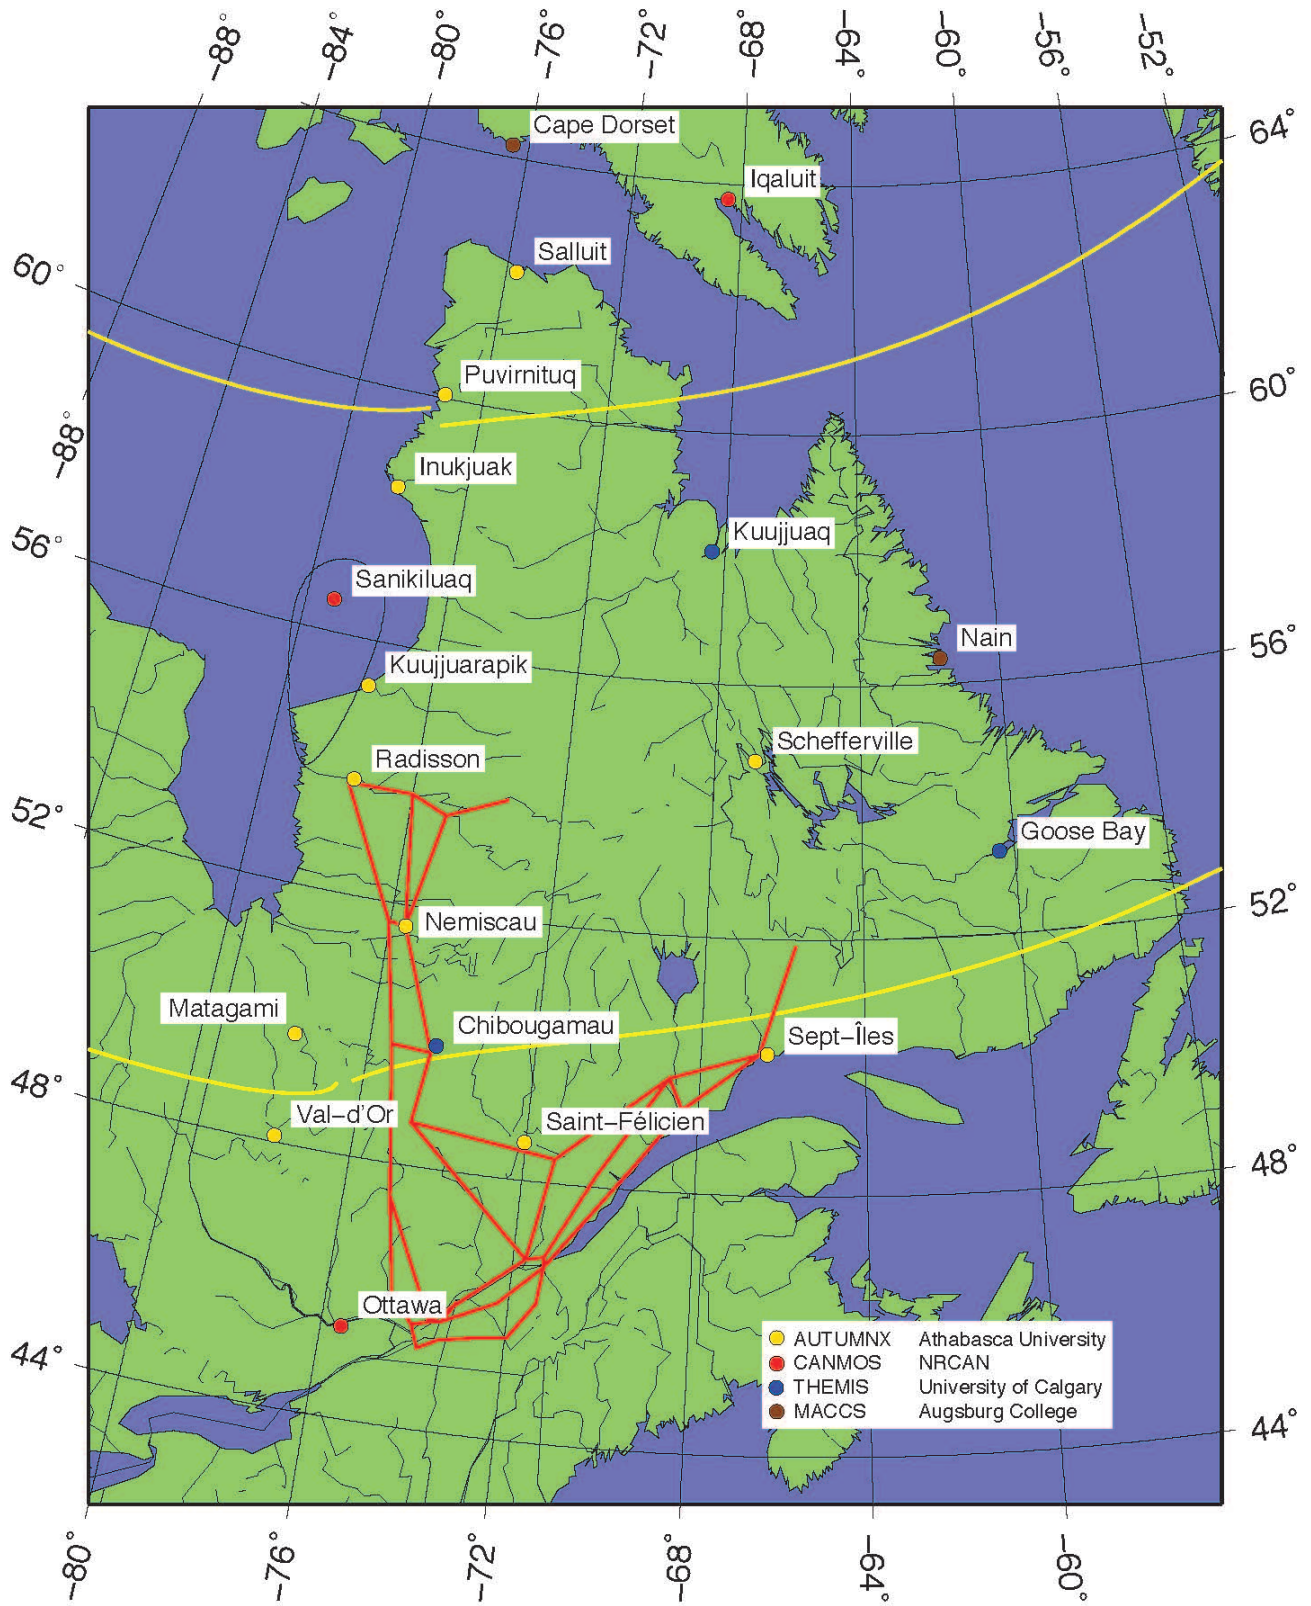 -88°
-84°
-80°
-76°
-72°
-68°
-64°
-60°
-56°
-52°
64°
Cape Dorset
Iqaluit
Salluit
60°
Puvirnituq
60°
-88°
Inukjuak
Kuujjuaq
56°
Sanikiluaq
Nain
56°
Kuujjuarapik
Schefferville
Radisson
52°
Goose Bay
52°
Nemiscau
Matagami
Chibougamau
Sept-Îles
48°
Val-d'Or
Saint-Félicien
48°
Ottawa
AUTUMNX Athabasca University
CANMOS NRCAN
THEMIS University of Calgary
MACCS Augsburg College
44°
44°
-80°
-76°
-72°
-68°
-64°
-60°